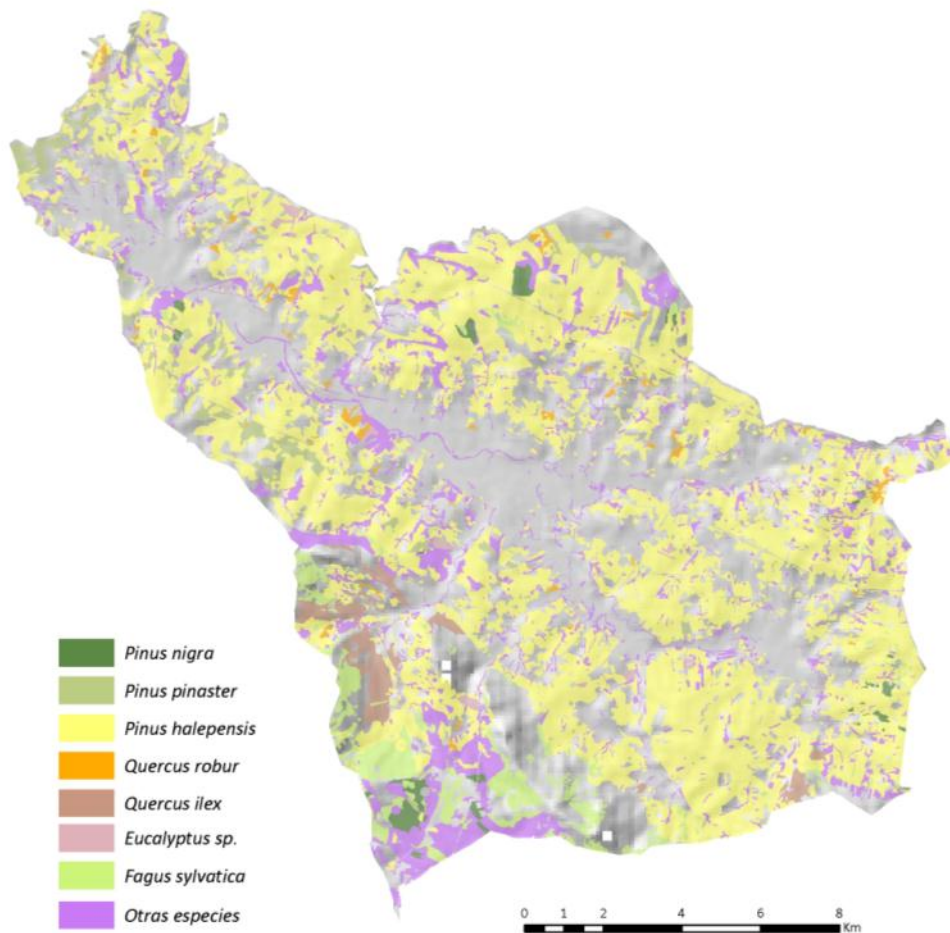 Pinus nigra
Pinus pinaster
Pinus halepensis
Quercus robur
Quercus ilex
Eucalyptus sp.
Fagus sylvatica
Otras especies
0 1 2 4 6 8
Km